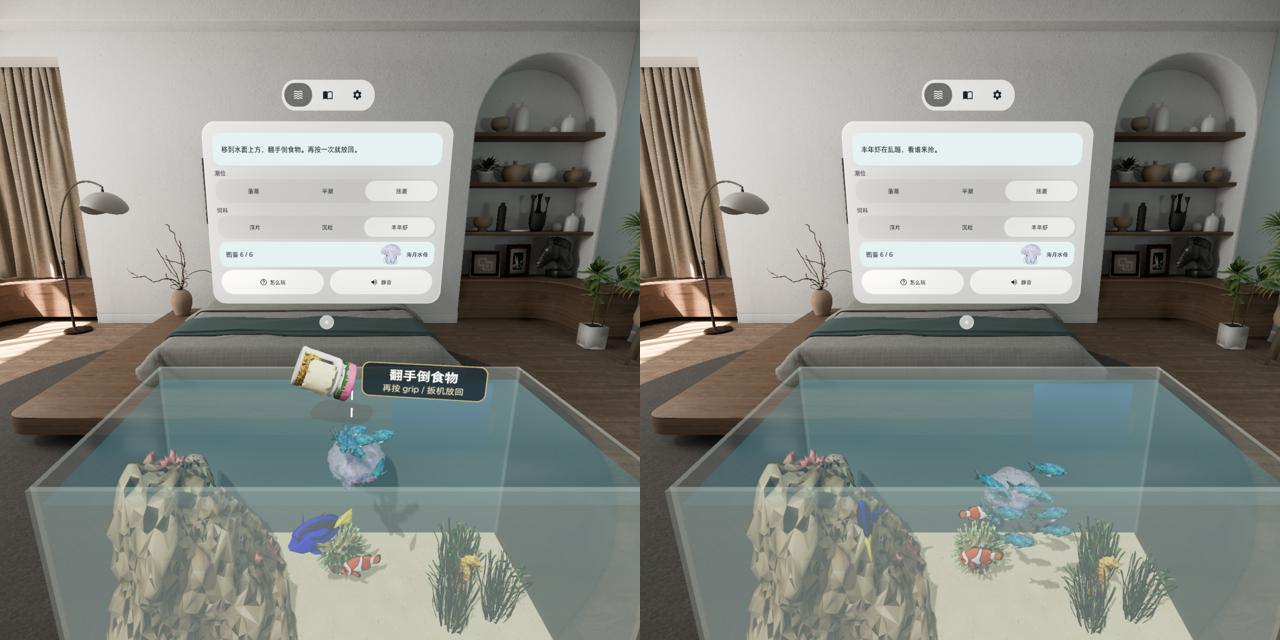 移到水面上方，翻手倒食物。再按一次就放回。
潮位
落潮
平潮
涨潮
饲料
浮片
沉粒
丰年虾
图鉴 6 / 6
海月水母
怎么玩
静音
翻手倒食物
再按 grip / 扳机放回
丰年虾在乱蹦，看谁来抢。
潮位
落潮
平潮
涨潮
饲料
浮片
沉粒
丰年虾
图鉴 6 / 6
海月水母
怎么玩
静音